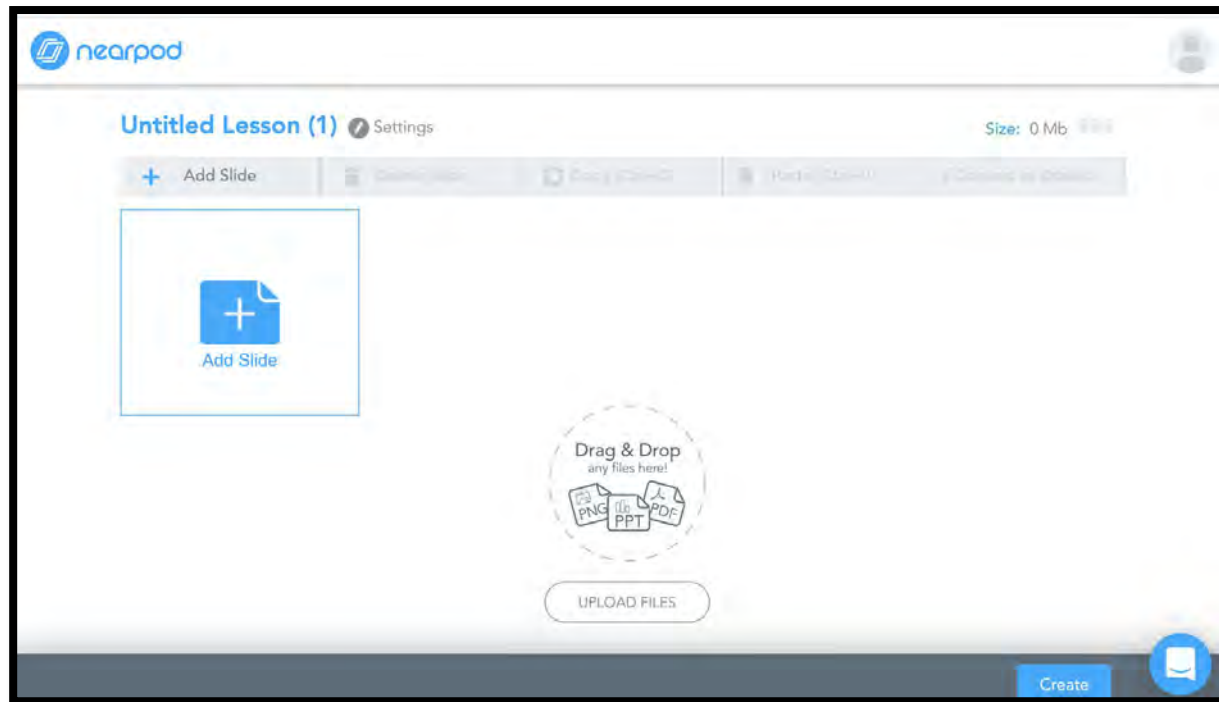 nearpod
Untitled Lesson (1) Settings
Size: 0 Mb
+ Add Slide
Add Slide
Drag & Drop
any files here!
PNG PPT PDF
UPLOAD FILES
Create